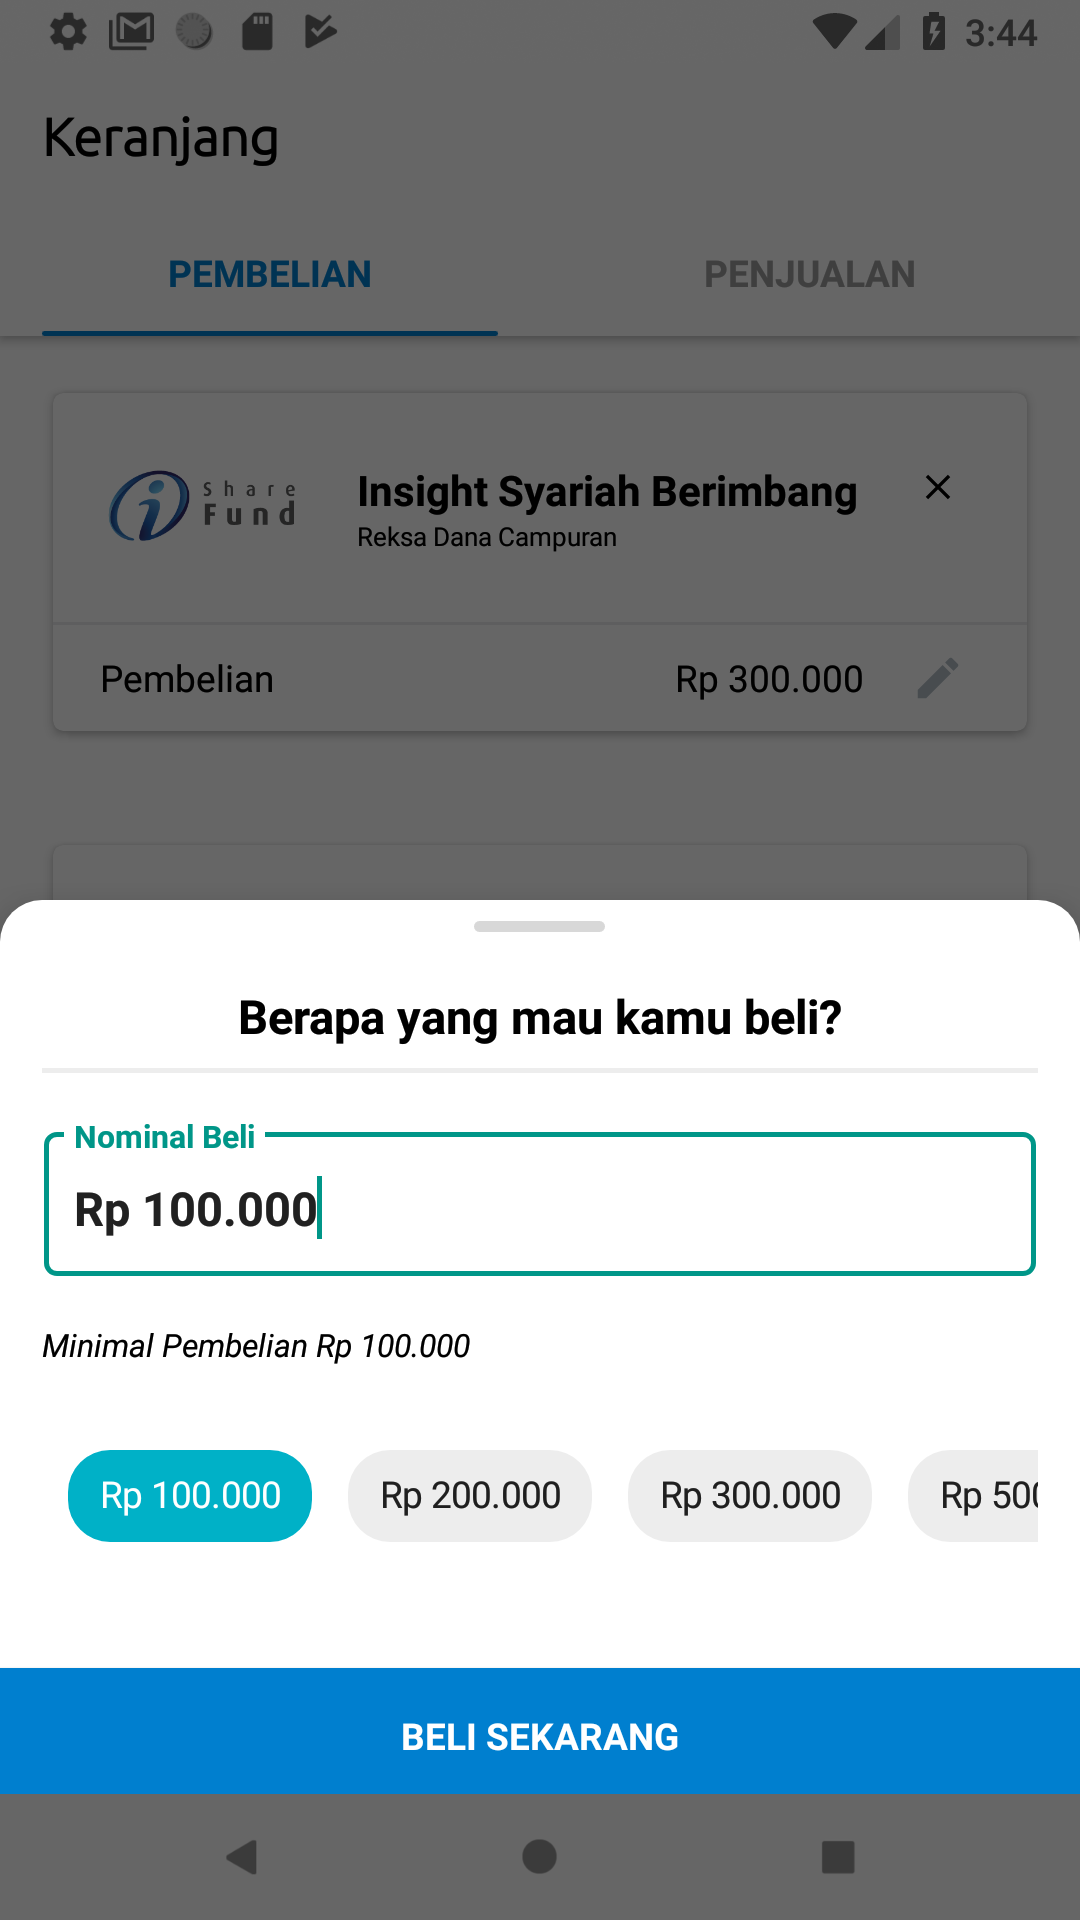 3:44
Keranjang
PEMBELIAN PENJUALAN
Share
Fund
Insight Syariah Berimbang
Reksa Dana Campuran
Pembelian Rp 300.000
Berapa yang mau kamu beli?
Nominal Beli
Rp 100.000
Minimal Pembelian Rp 100.000
Rp 100.000 Rp 200.000 Rp 300.000 Rp 500
BELI SEKARANG